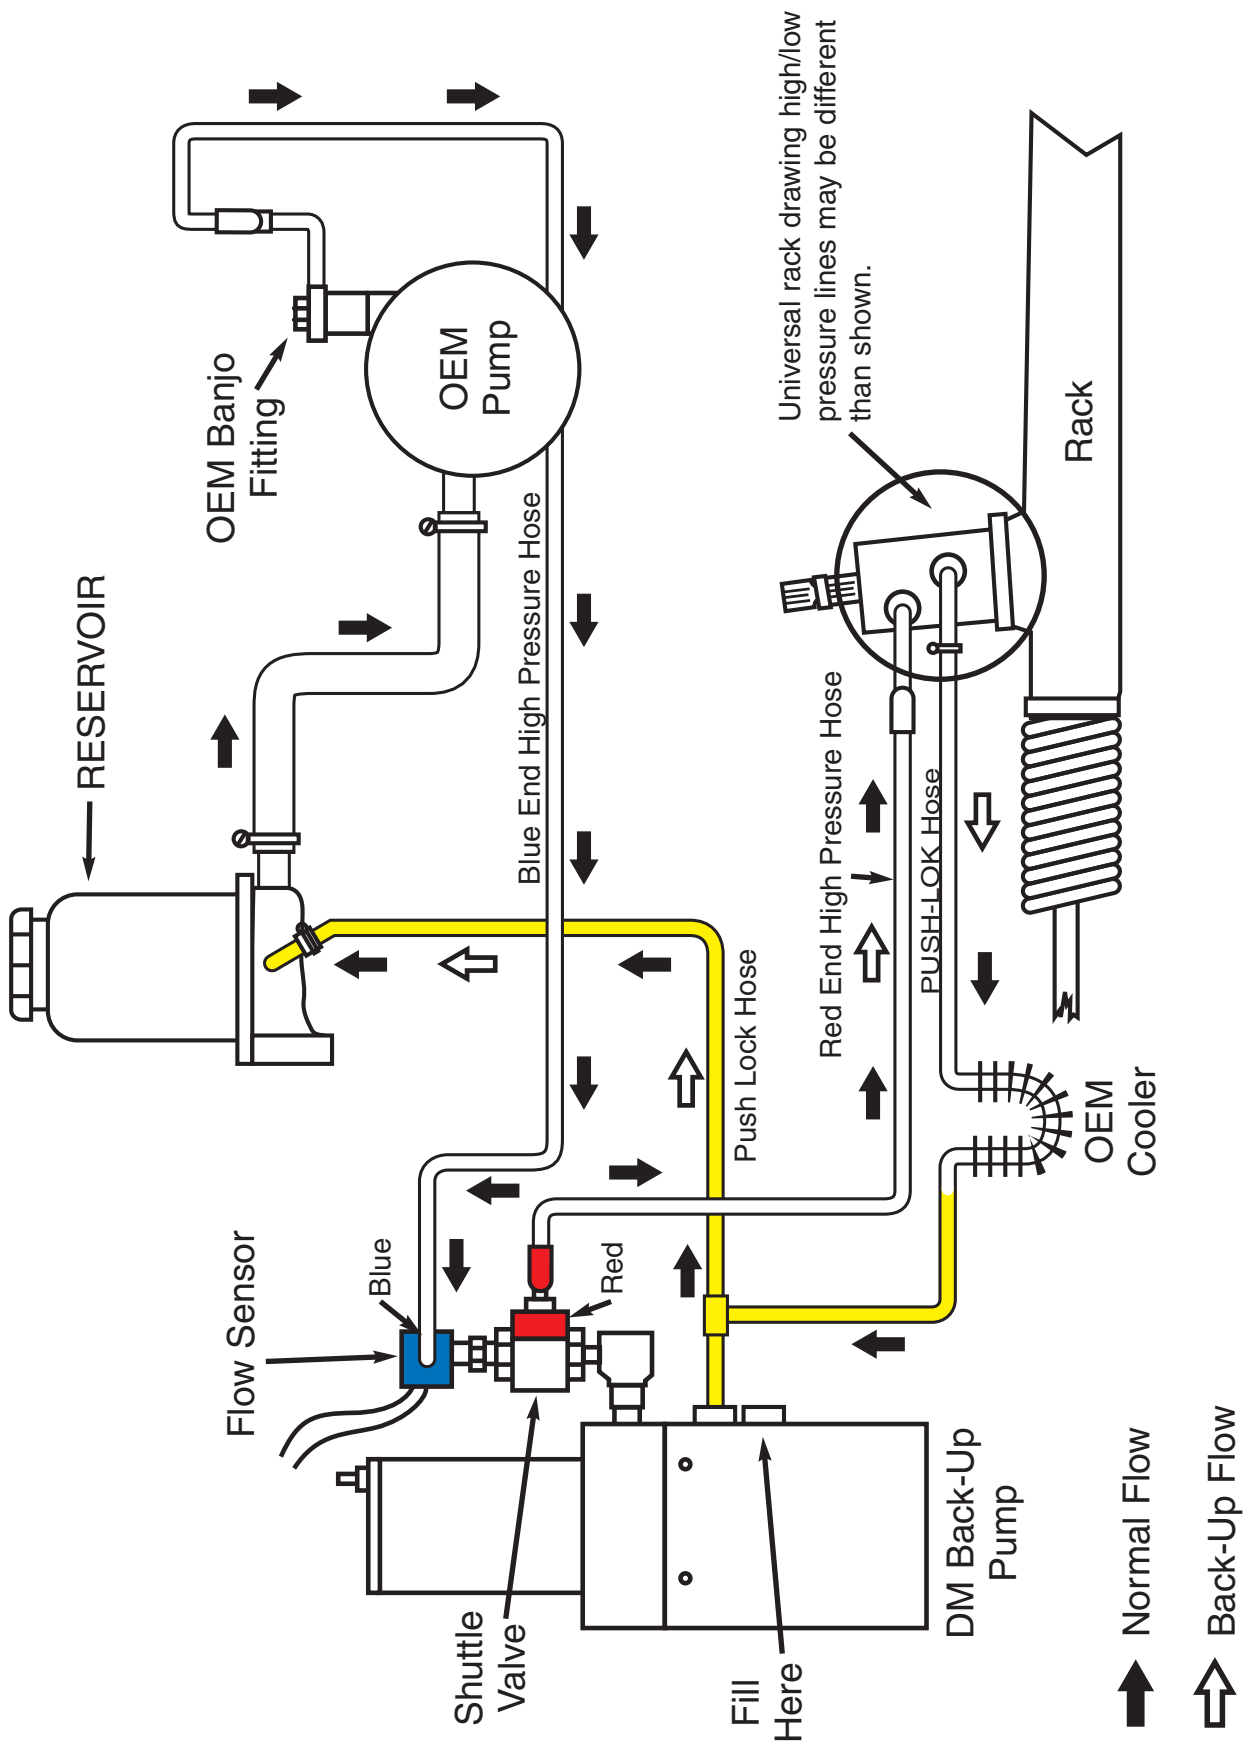 RESERVOIR
OEM Banjo
Fitting
OEM
Pump
Universal rack drawing high/low
pressure lines may be different
than shown.
Blue End High Pressure Hose
Flow Sensor
Blue
Red
Shuttle
Valve
Push Lock Hose
Red End High Pressure Hose
PUSH-LOK Hose
Rack
OEM
Cooler
Fill
Here
DM Back-Up
Pump
Normal Flow
Back-Up Flow